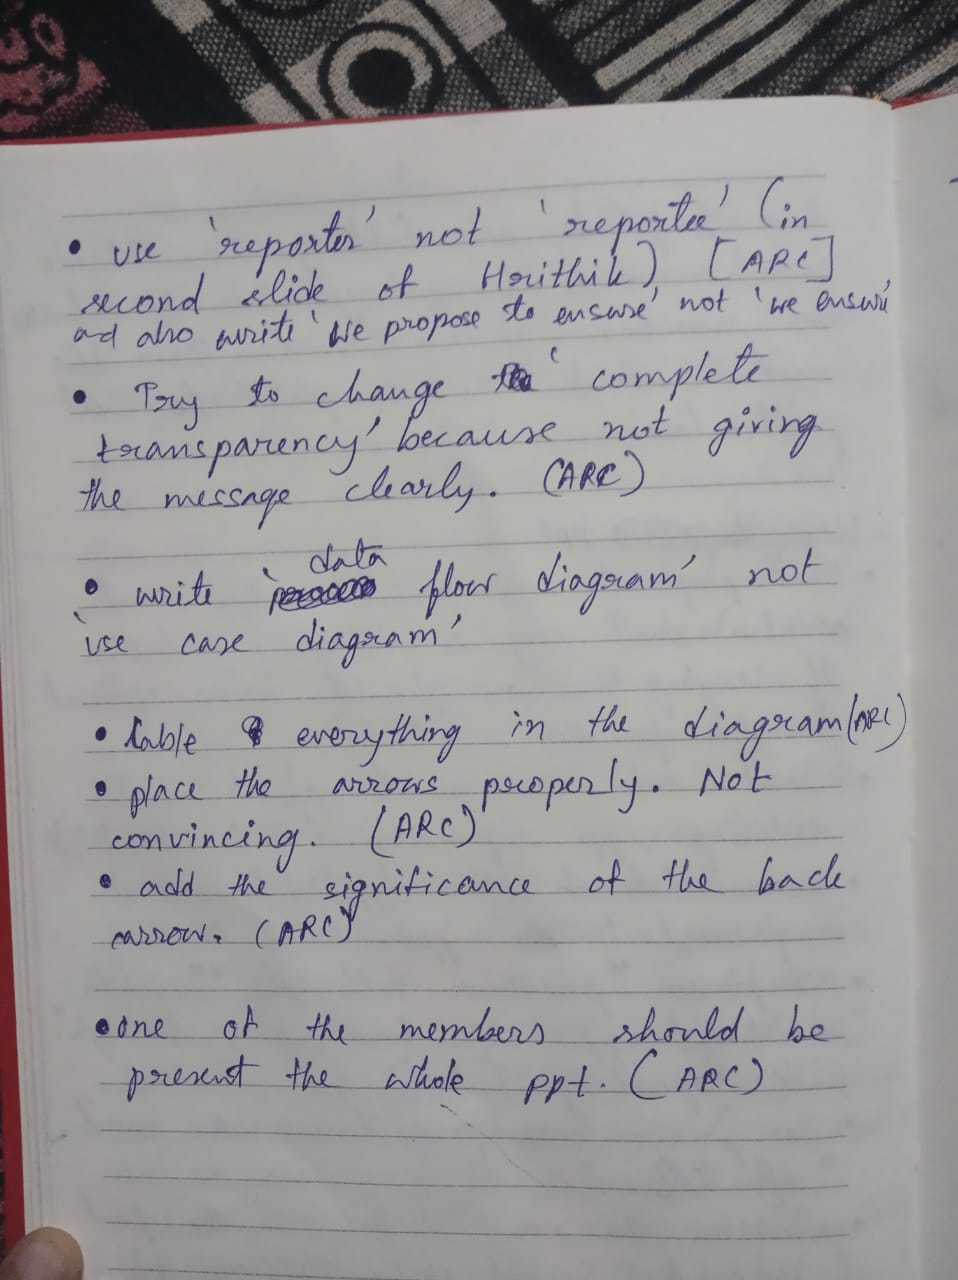 • use 'reporter' not 'reportee' (in
second slide of Hrithik) [ARC]
ad also write 'We propose to ensure' not 'we ensure'
• Try to change 'complete
transparency' because not giving
the message clearly. (ARC)
data
• write ' flow diagram' not
'use case diagram'
• lable everything in the diagram (ARC)
• place the arrows properly. Not
convincing. (ARC)
• add the significance of the back
arrow. (ARC)
• one of the members should be
present the whole ppt. (ARC)